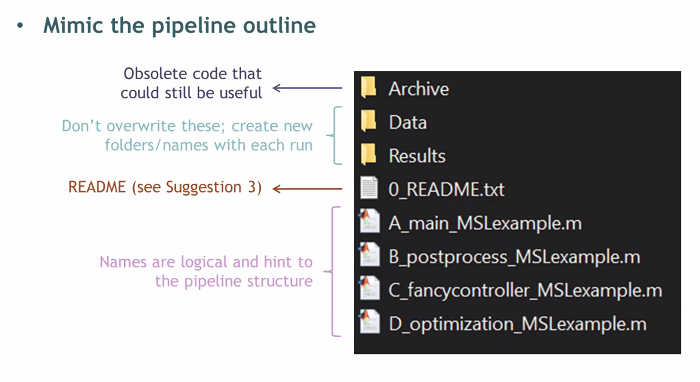 • Mimic the pipeline outline
Obsolete code that
could still be useful
Don't overwrite these; create new
folders/names with each run
README (see Suggestion 3)
Names are logical and hint to
the pipeline structure
Archive
Data
Results
0_README.txt
A_main_MSLexample.m
B_postprocess_MSLexample.m
C_fancycontroller_MSLexample.m
D_optimization_MSLexample.m